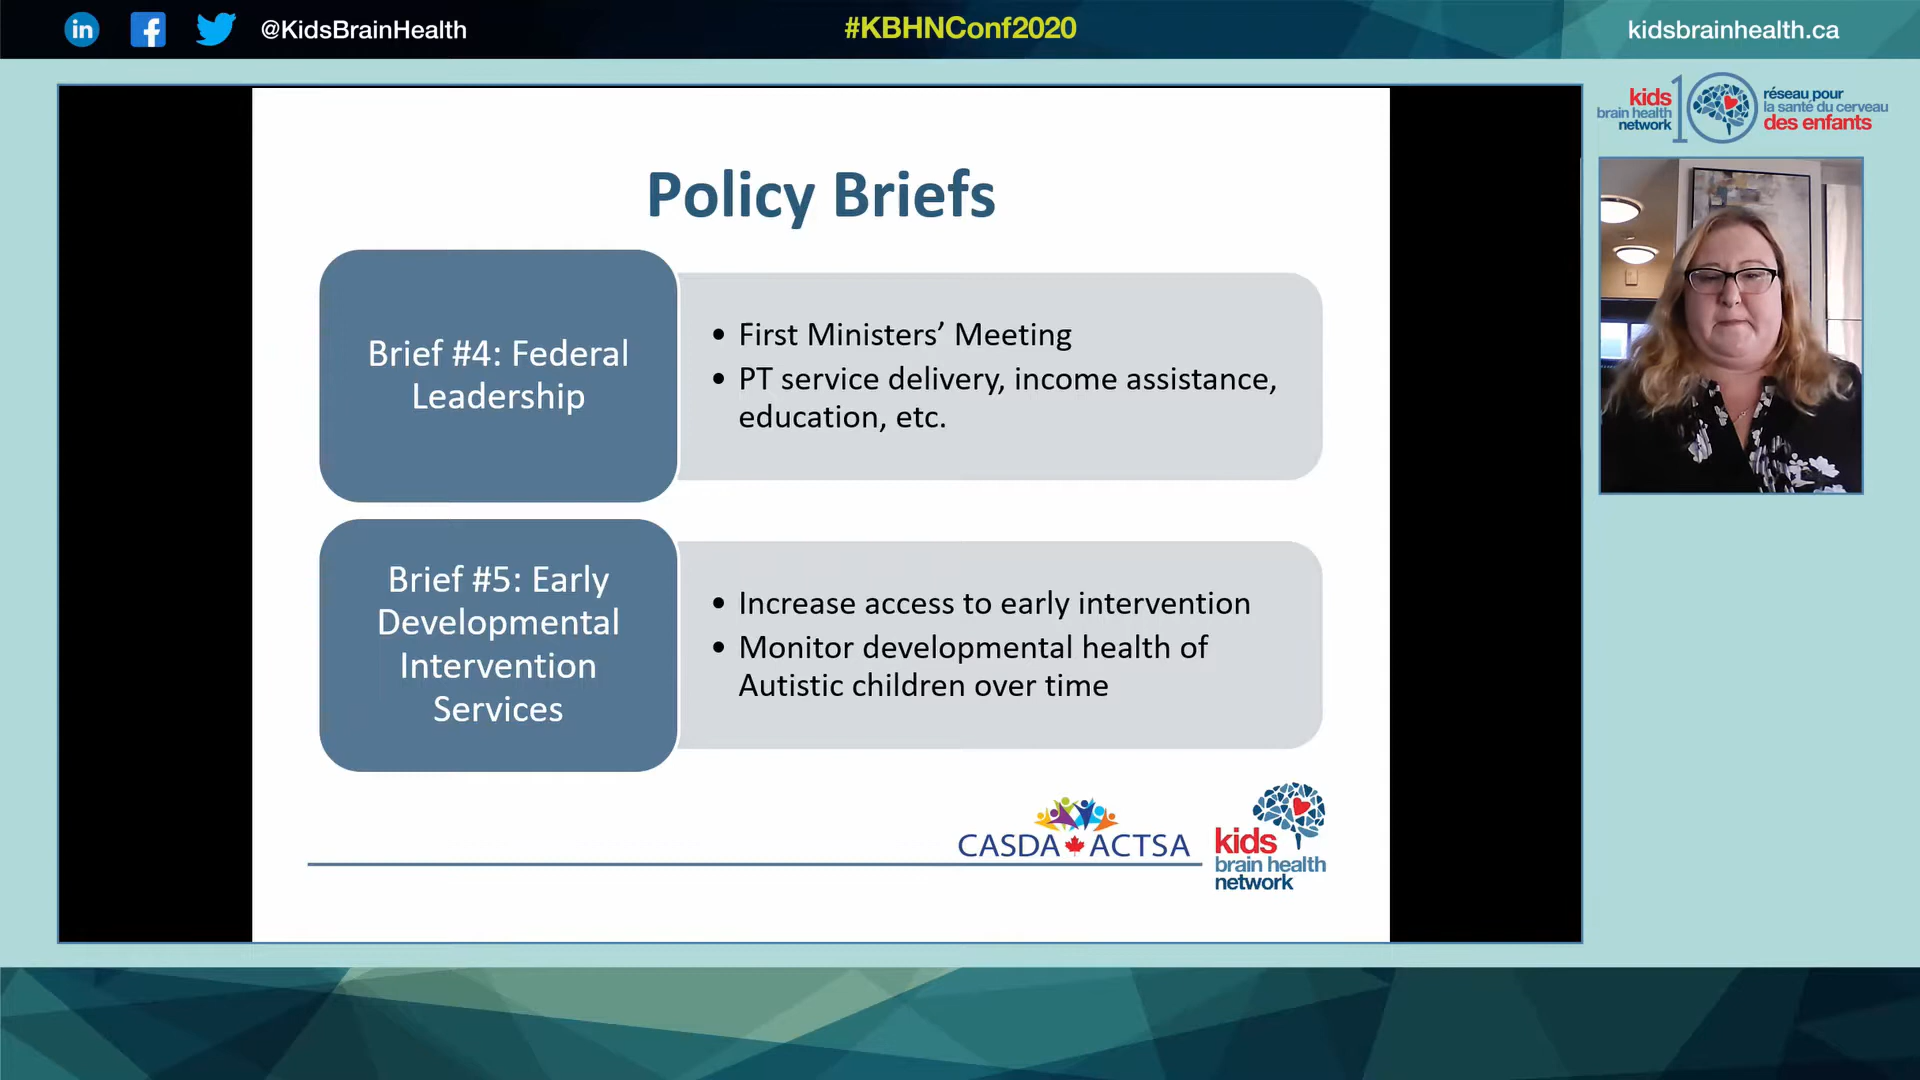 @KidsBrainHealth
#KBHNConf2020
kidsbrainhealth.ca
kids
brain health
network
10
réseau pour
la santé du cerveau
des enfants
Policy Briefs
Brief #4: Federal
Leadership
• First Ministers’ Meeting
• PT service delivery, income assistance,
education, etc.
Brief #5: Early
Developmental
Intervention
Services
• Increase access to early intervention
• Monitor developmental health of
Autistic children over time
CASDA ACTSA
kids
brain health
network